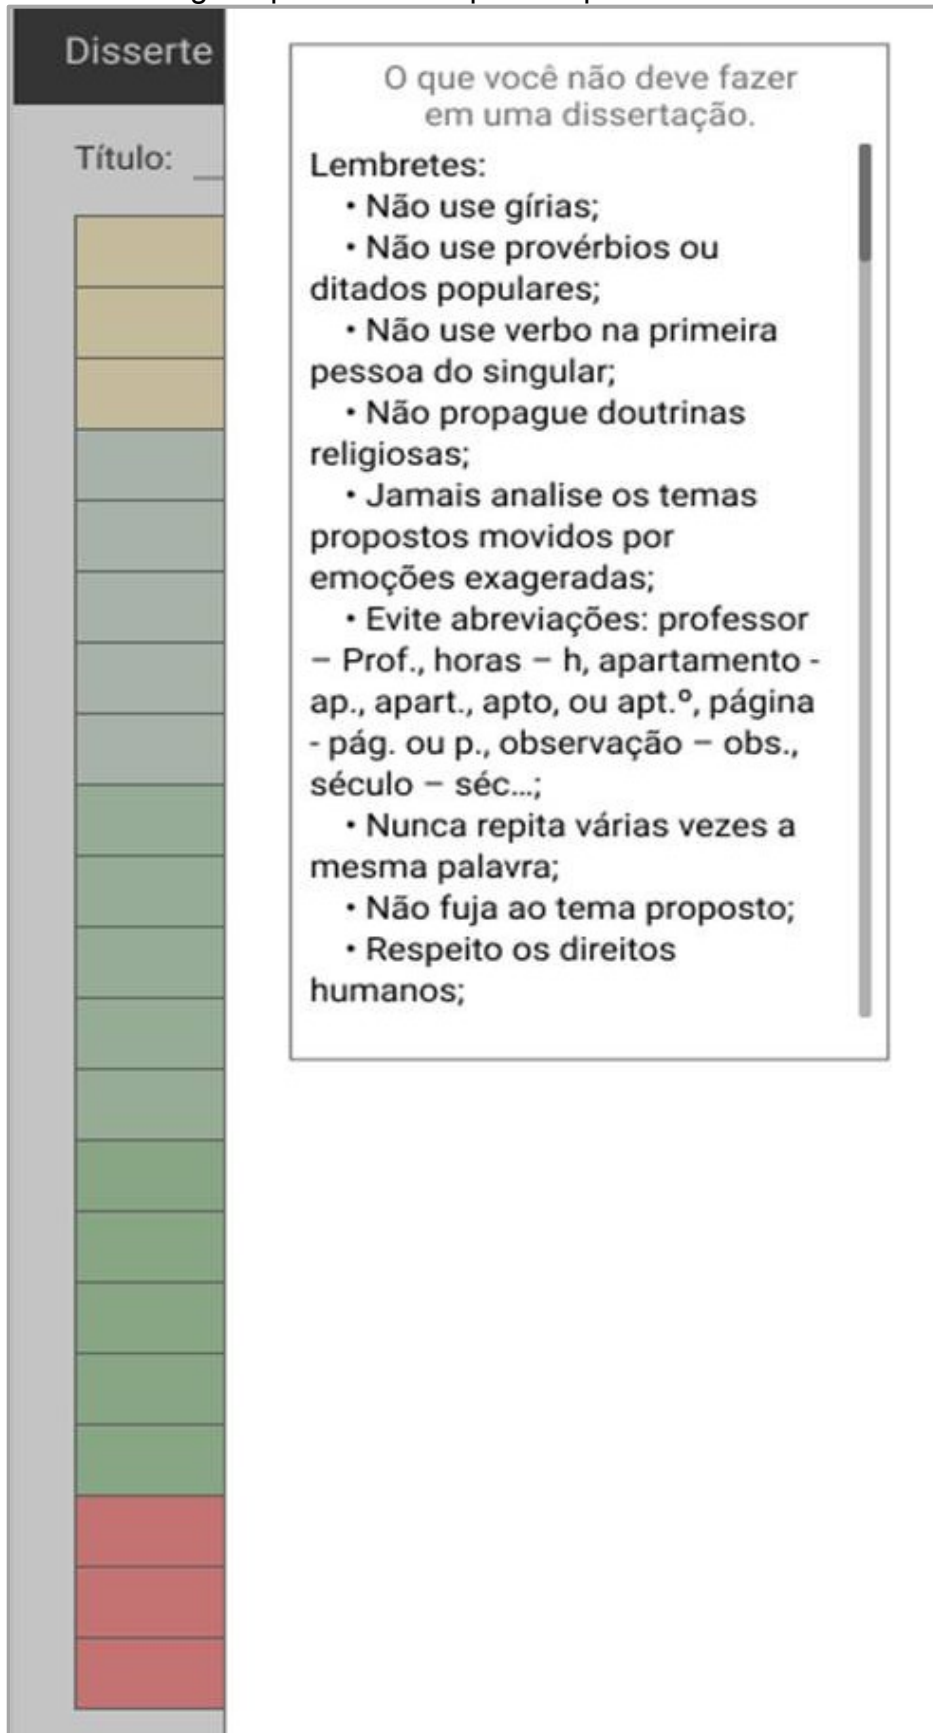 Disserte
Título:
O que você não deve fazer
em uma dissertação.
Lembretes:
• Não use gírias;
• Não use provérbios ou
ditados populares;
• Não use verbo na primeira
pessoa do singular;
• Não propague doutrinas
religiosas;
• Jamais analise os temas
propostos movidos por
emoções exageradas;
• Evite abreviações: professor
– Prof., horas – h, apartamento -
ap., apart., apto, ou apt.º, página
- pág. ou p., observação – obs.,
século – séc...;
• Nunca repita várias vezes a
mesma palavra;
• Não fuja ao tema proposto;
• Respeito os direitos
humanos;